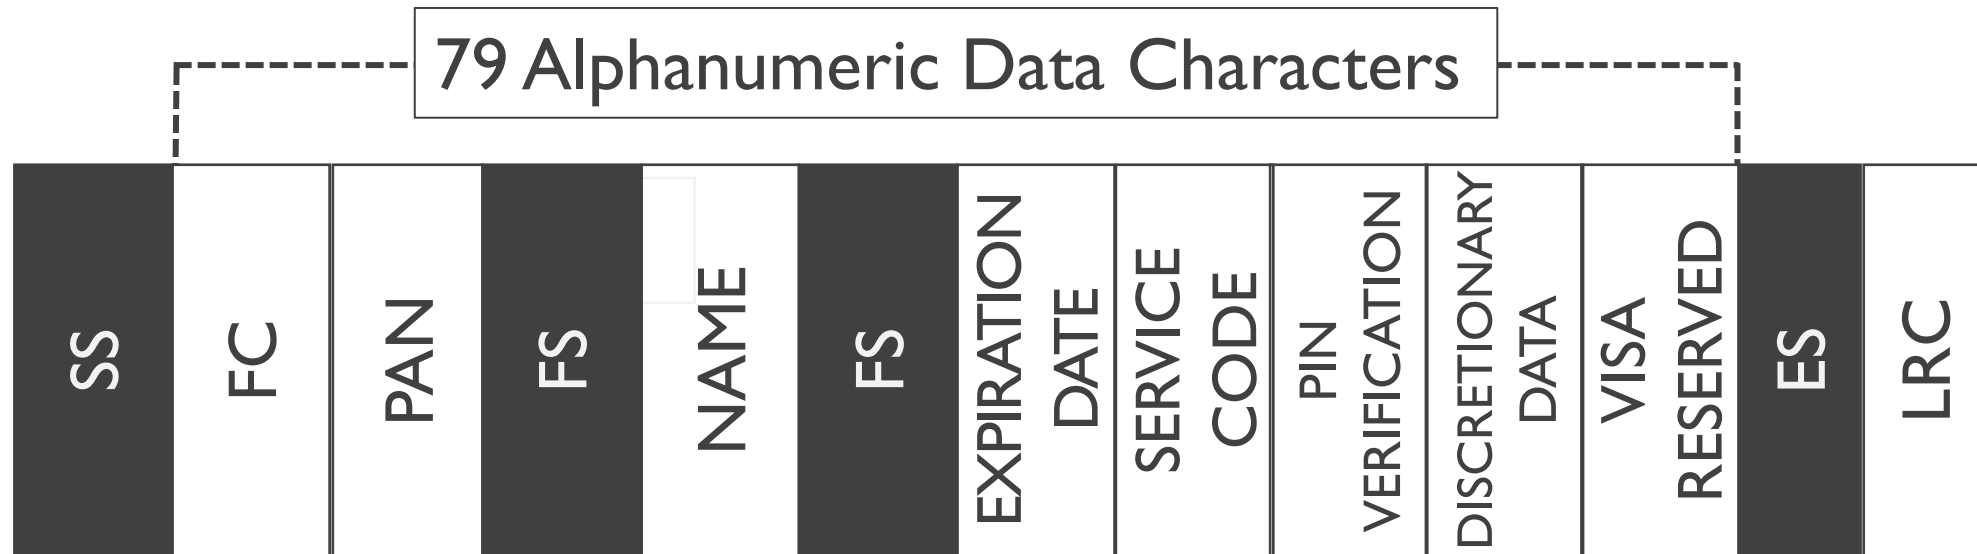 79 Alphanumeric Data Characters
SS
FC
PAN
FS
NAME
FS
EXPIRATION
DATE
SERVICE
CODE
PIN
VERIFICATION
DISCRETIONARY
DATA
VISA
RESERVED
ES
LRC